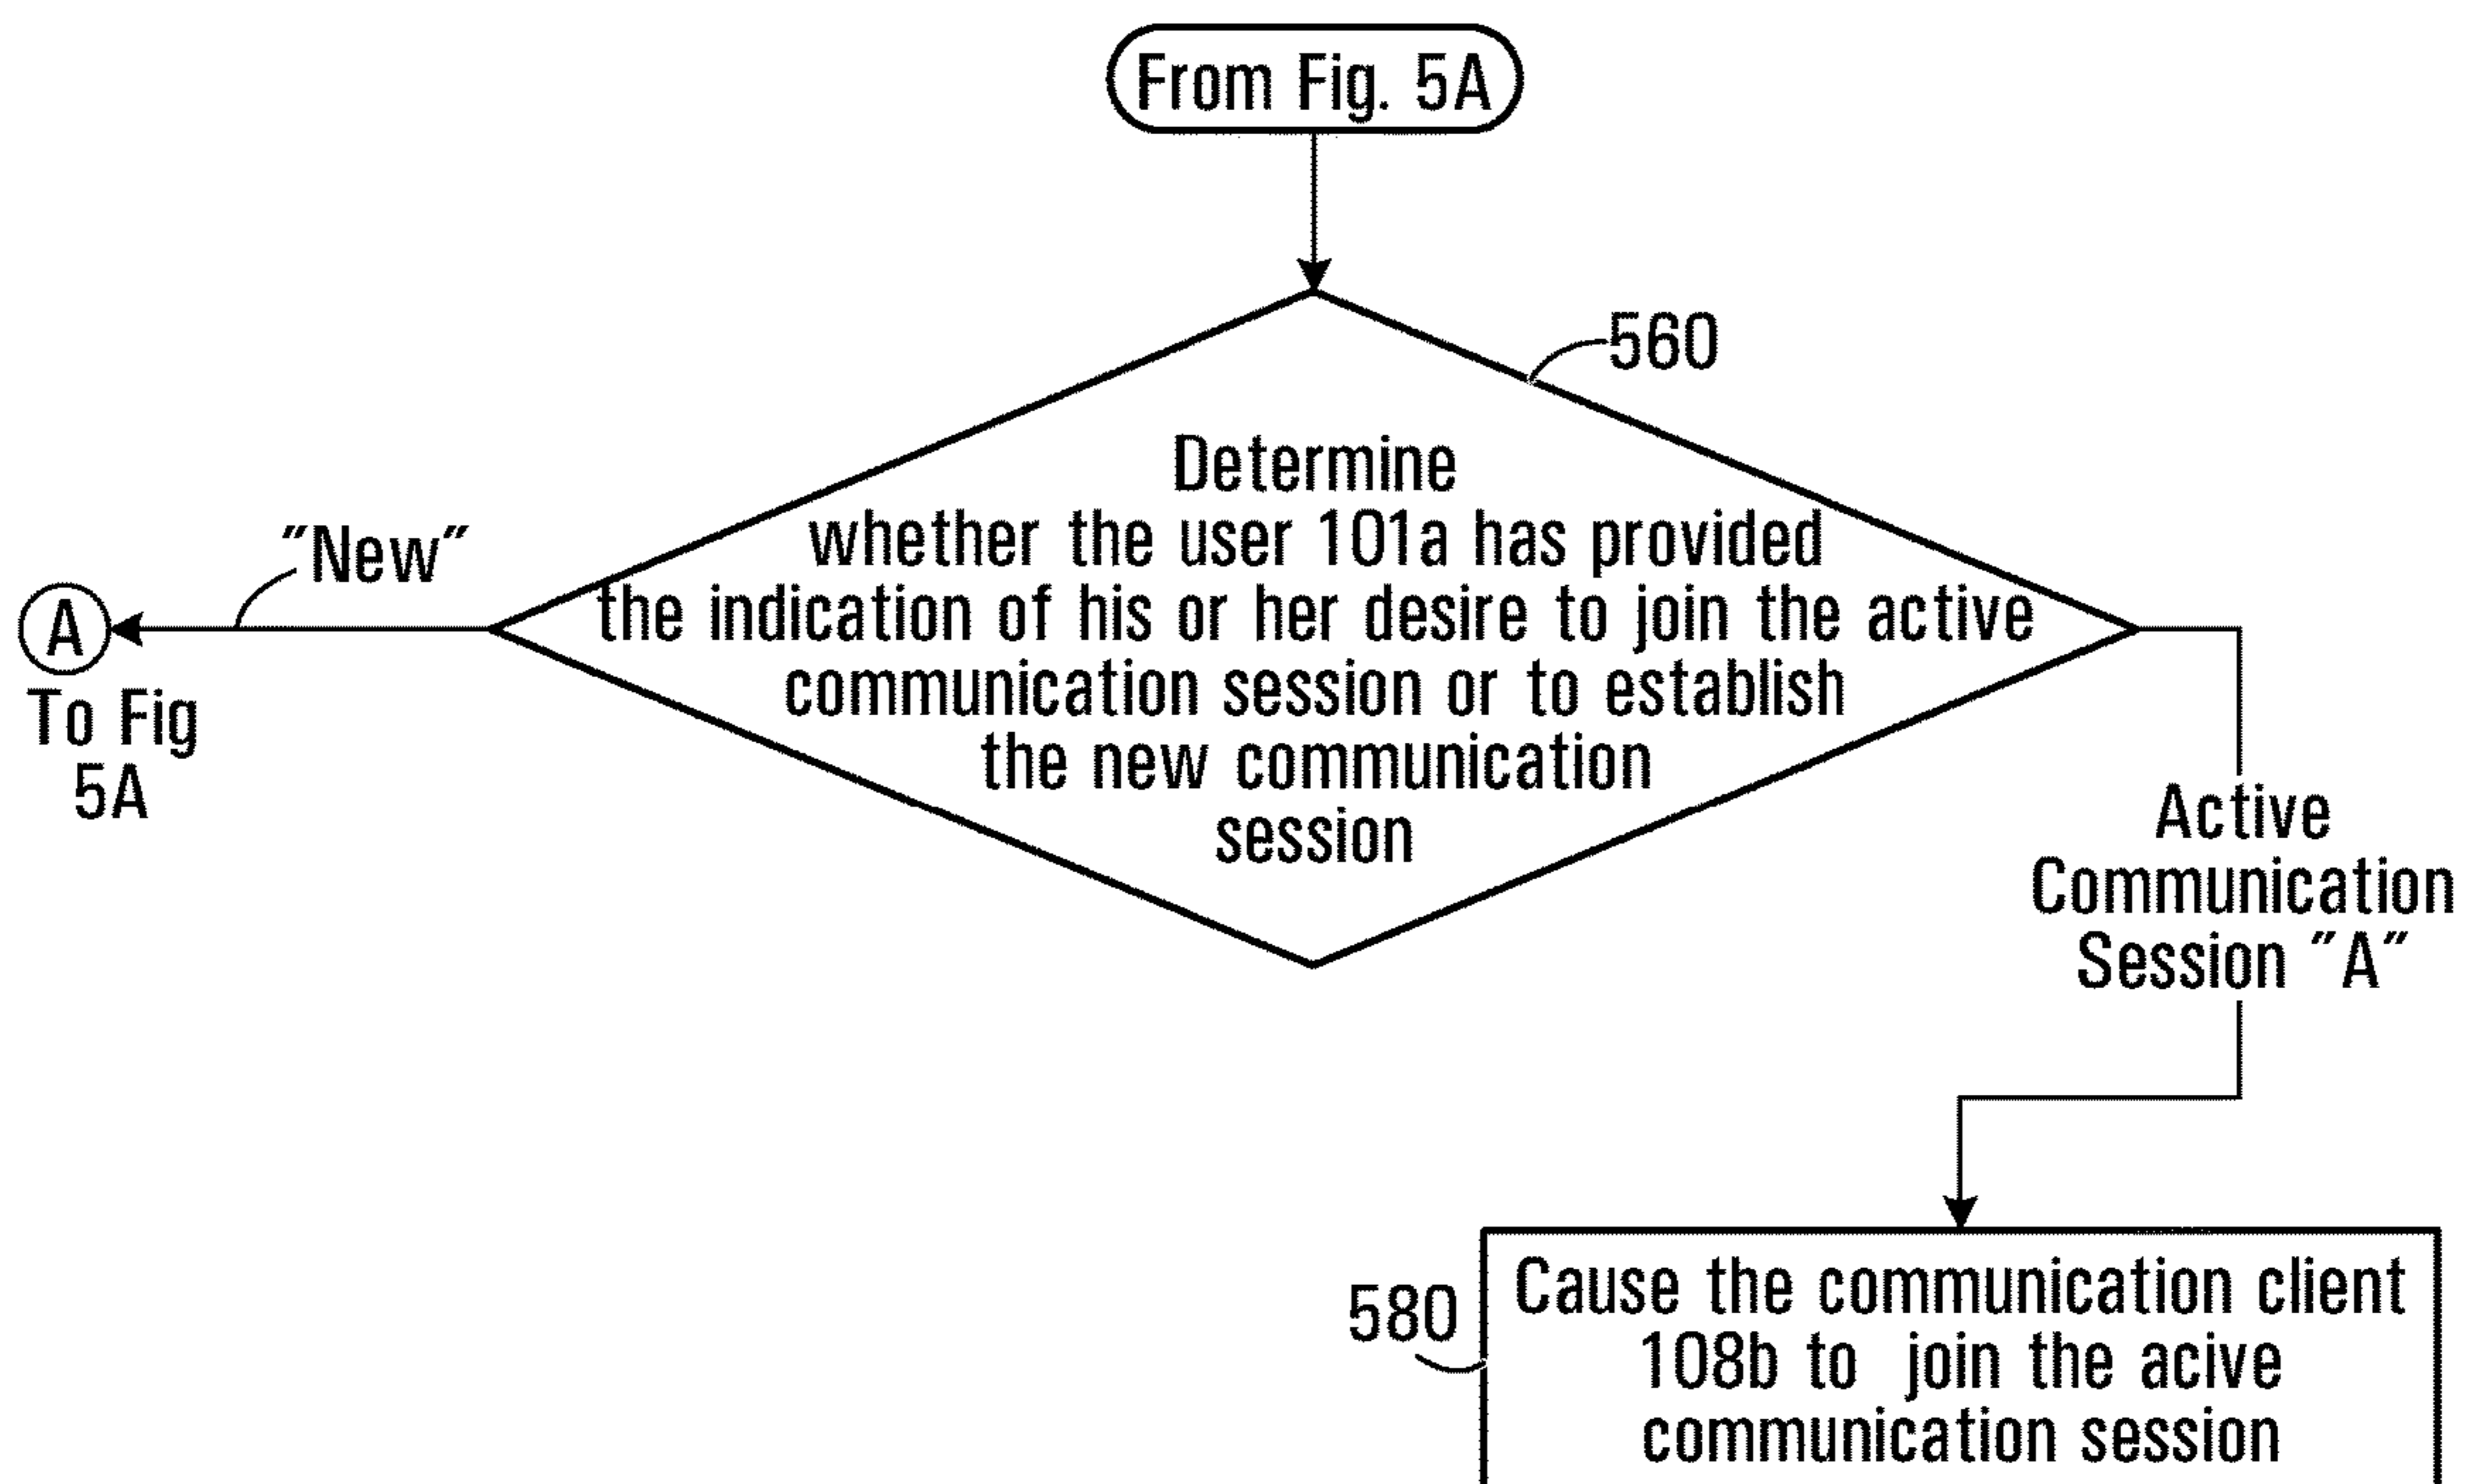 From Fig. 5A
560
Determine
whether the user 101a has provided
the indication of his or her desire to join the active
communication session or to establish
the new communication
session
"New"
A
To Fig
5A
Active
Communication
Session "A"
580
Cause the communication client
108b to join the acive
communication session